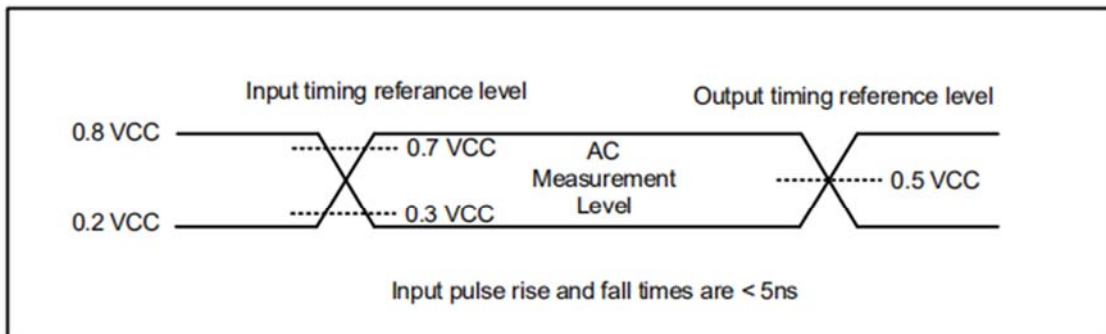 Input timing referance level
Output timing reference level
0.8 VCC
0.7 VCC
AC
Measurement
Level
0.5 VCC
0.3 VCC
0.2 VCC
Input pulse rise and fall times are < 5ns